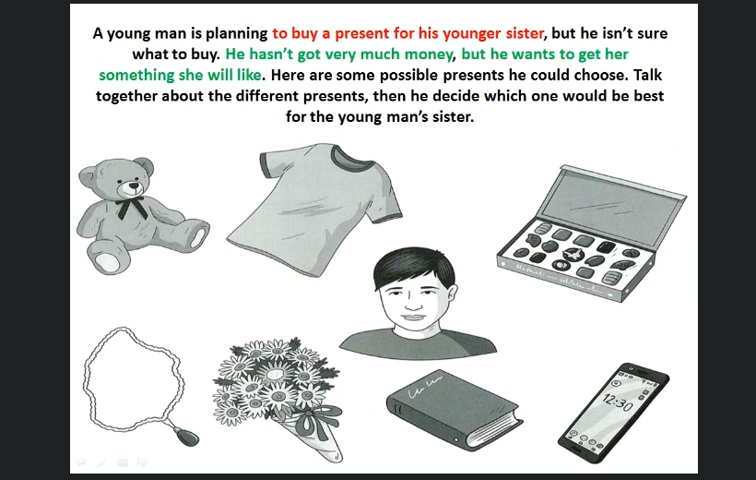 A young man is planning to buy a present for his younger sister, but he isn't sure
what to buy. He hasn't got very much money, but he wants to get her
something she will like. Here are some possible presents he could choose. Talk
together about the different presents, then he decide which one would be best
for the young man's sister.
12:30